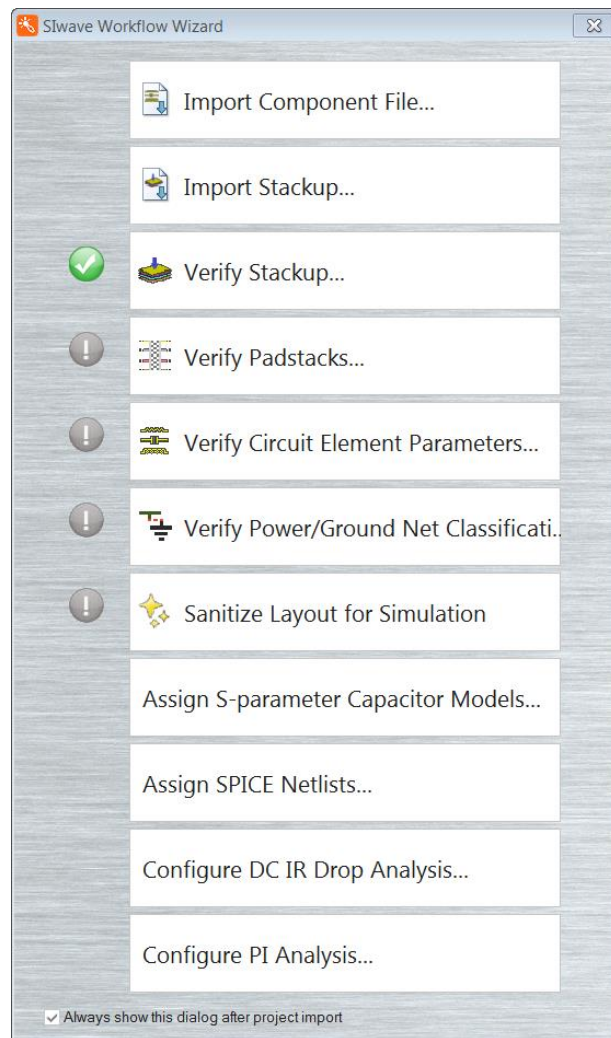 SIwave Workflow Wizard
Import Component File...
Import Stackup...
Verify Stackup...
Verify Padstacks...
Verify Circuit Element Parameters...
Verify Power/Ground Net Classificati..
Sanitize Layout for Simulation
Assign S-parameter Capacitor Models...
Assign SPICE Netlists...
Configure DC IR Drop Analysis...
Configure PI Analysis...
Always show this dialog after project import